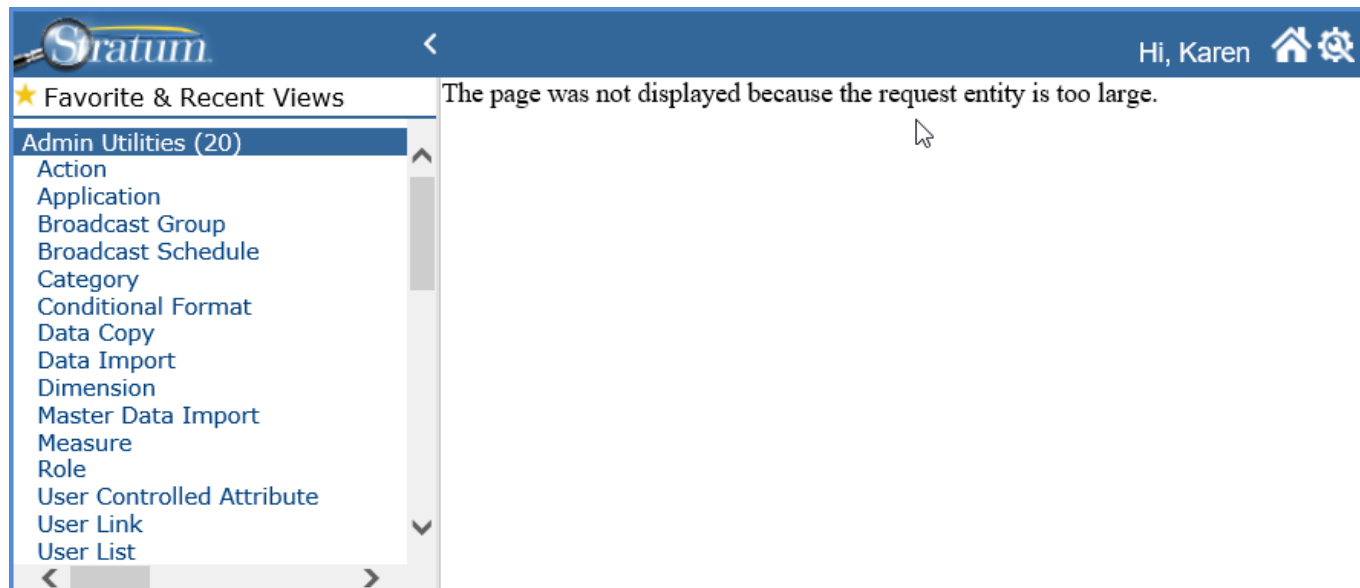 Stratum
Hi, Karen
Favorite & Recent Views
The page was not displayed because the request entity is too large.
Admin Utilities (20)
Action
Application
Broadcast Group
Broadcast Schedule
Category
Conditional Format
Data Copy
Data Import
Dimension
Master Data Import
Measure
Role
User Controlled Attribute
User Link
User List